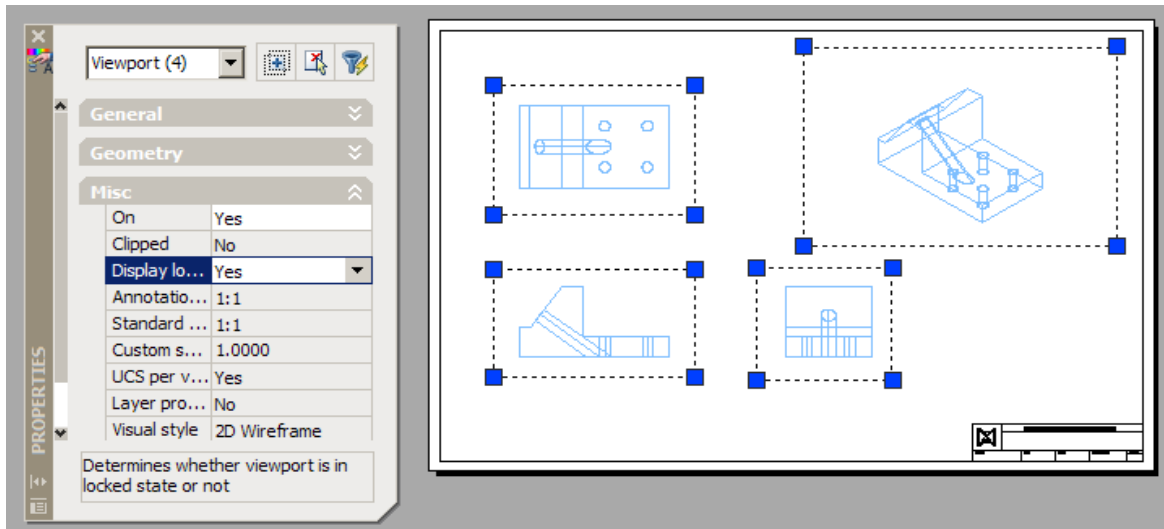 Viewport (4)
General
Geometry
Misc
On Yes
Clipped No
Display lo... Yes
Annotatio... 1:1
Standard ... 1:1
Custom s... 1.0000
UCS per v... Yes
Layer pro... No
Visual style 2D Wireframe
PROPERTIES
Determines whether viewport is in
locked state or not